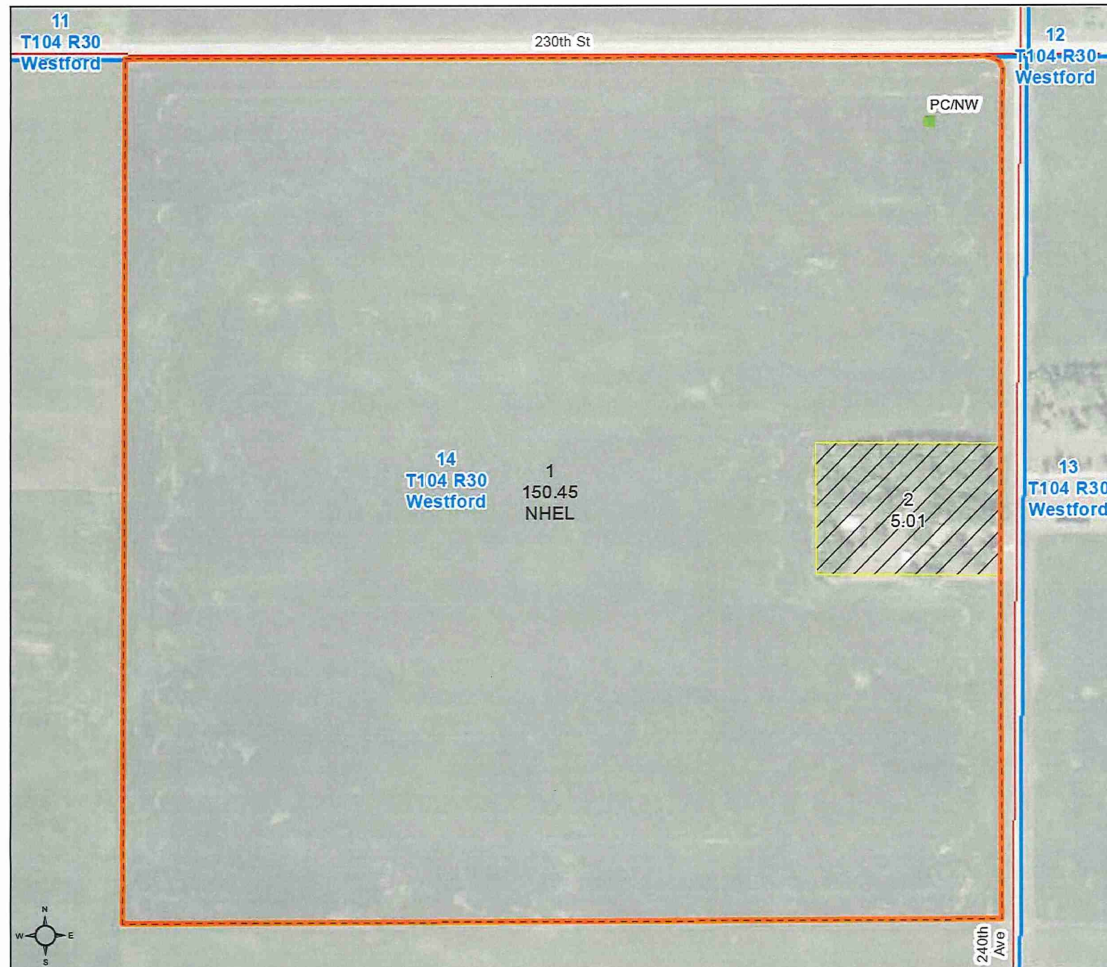 11
T104 R30
Westford
230th St
12
T104 R30
Westford
PC/NW
14
T104 R30
Westford
1
150.45
NHEL
2
5.01
13
T104 R30
Westford
N
W
E
S
240th
Ave